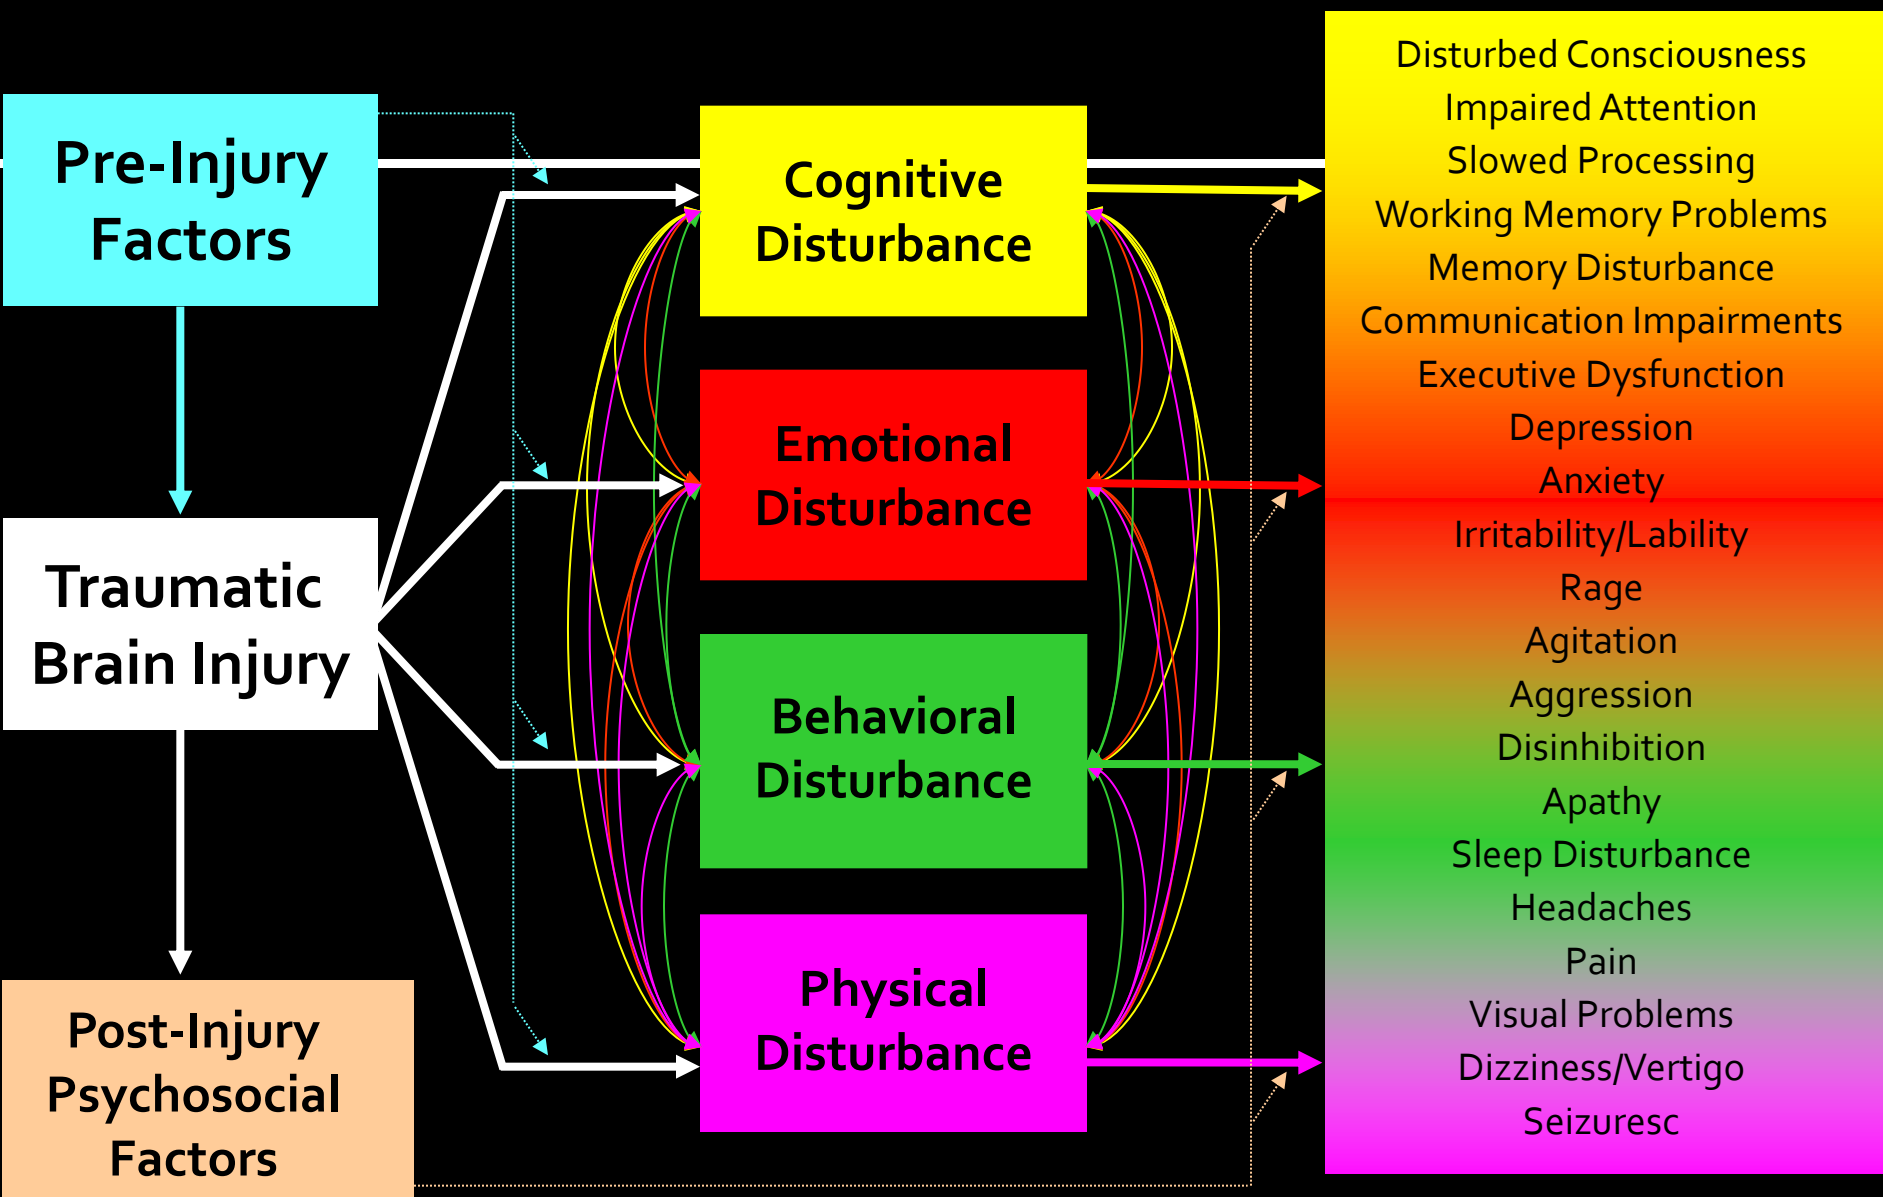 Pre-Injury
Factors
Traumatic
Brain Injury
Post-Injury
Psychosocial
Factors
Cognitive
Disturbance
Emotional
Disturbance
Behavioral
Disturbance
Physical
Disturbance
Disturbed Consciousness
Impaired Attention
Slowed Processing
Working Memory Problems
Memory Disturbance
Communication Impairments
Executive Dysfunction
Depression
Anxiety
Irritability/Lability
Rage
Agitation
Aggression
Disinhibition
Apathy
Sleep Disturbance
Headaches
Pain
Visual Problems
Dizziness/Vertigo
Seizuresc